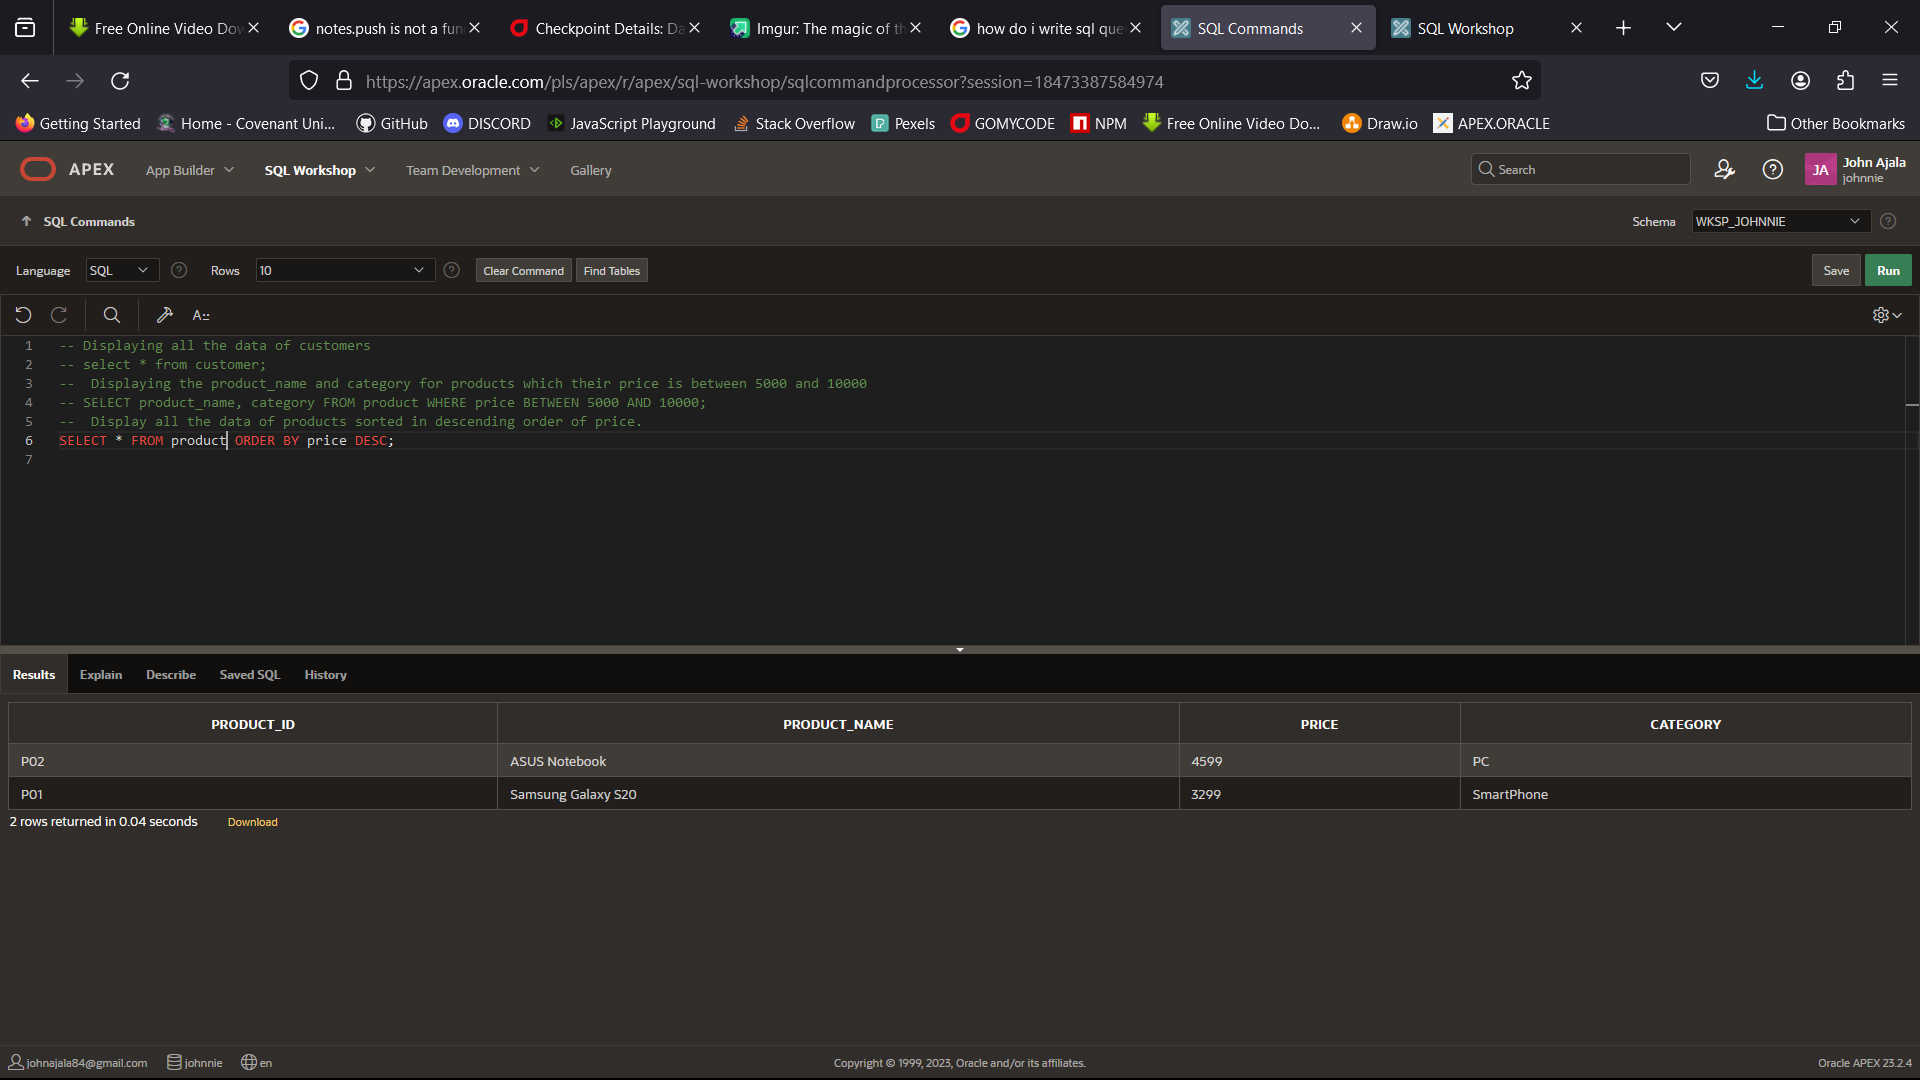 Free Online Video Dow
notes.push is not a fun
Checkpoint Details: Da
Imgur: The magic of th
how do i write sql que
SQL Commands
SQL Workshop
https://apex.oracle.com/pls/apex/r/apex/sql-workshop/sqlcommandprocessor?session=18473387584974
Getting Started
Home - Covenant Uni...
GitHub
DISCORD
JavaScript Playground
Stack Overflow
Pexels
GOMYCODE
NPM
Free Online Video Do...
Draw.io
APEX.ORACLE
Other Bookmarks
APEX
App Builder
SQL Workshop
Team Development
Gallery
Search
JA
John Ajala
johnnie
SQL Commands
Schema
WKSP_JOHNNIE
Language
SQL
Rows
10
Clear Command
Find Tables
Save
Run
A::
1 -- Displaying all the data of customers
2 -- select * from customer;
3 --  Displaying the product_name and category for products which their price is between 5000 and 10000
4 -- SELECT product_name, category FROM product WHERE price BETWEEN 5000 AND 10000;
5 --  Display all the data of products sorted in descending order of price.
6 SELECT * FROM product ORDER BY price DESC;
7
Results
Explain
Describe
Saved SQL
History
PRODUCT_ID PRODUCT_NAME PRICE CATEGORY
P02 ASUS Notebook 4599 PC
P01 Samsung Galaxy S20 3299 SmartPhone
2 rows returned in 0.04 seconds
Download
johnajala84@gmail.com
johnnie
en
Copyright © 1999, 2023, Oracle and/or its affiliates.
Oracle APEX 23.2.4